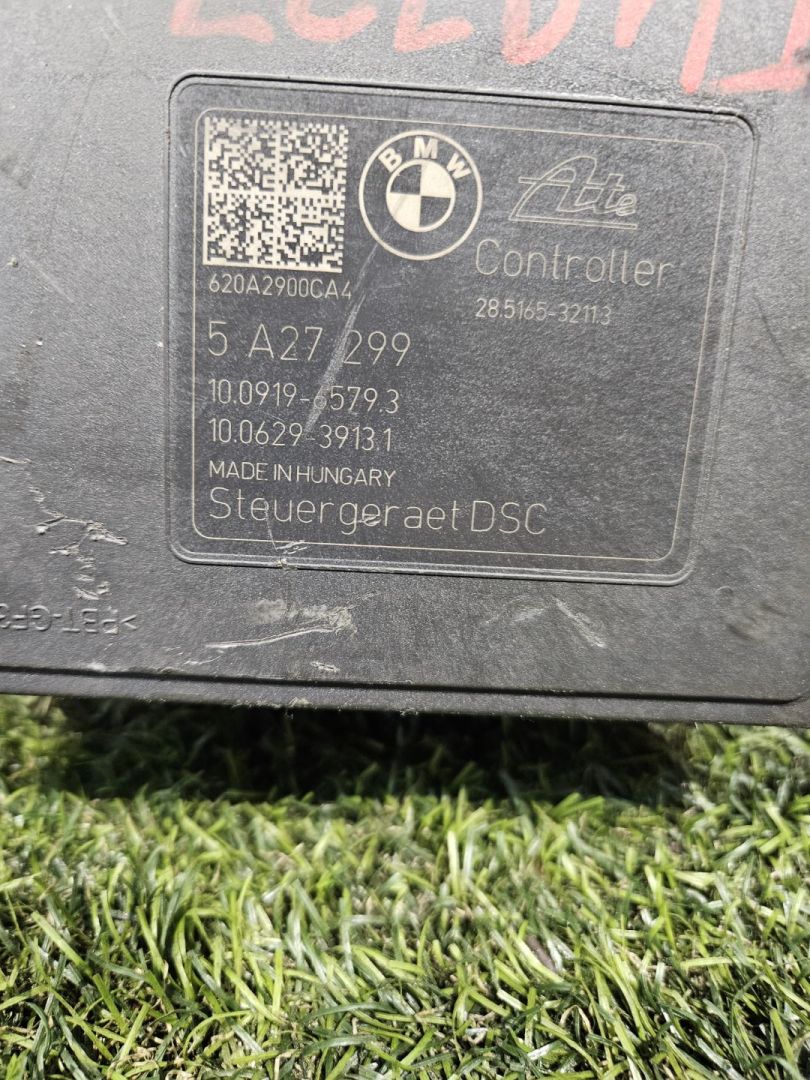 BMW
Ate
Controller
620A2900CA4
28.5165-3211.3
5 A27 299
10.0919-6579.3
10.0629-3913.1
MADE IN HUNGARY
Steuergeraet DSC